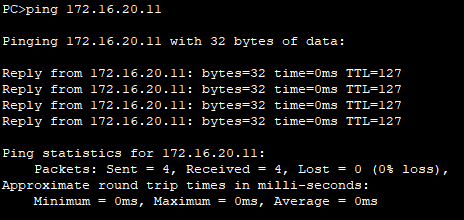 PC>ping 172.16.20.11
Pinging 172.16.20.11 with 32 bytes of data:
Reply from 172.16.20.11: bytes=32 time=0ms TTL=127
Reply from 172.16.20.11: bytes=32 time=0ms TTL=127
Reply from 172.16.20.11: bytes=32 time=0ms TTL=127
Reply from 172.16.20.11: bytes=32 time=0ms TTL=127
Ping statistics for 172.16.20.11:
    Packets: Sent = 4, Received = 4, Lost = 0 (0% loss),
Approximate round trip times in milli-seconds:
    Minimum = 0ms, Maximum = 0ms, Average = 0ms